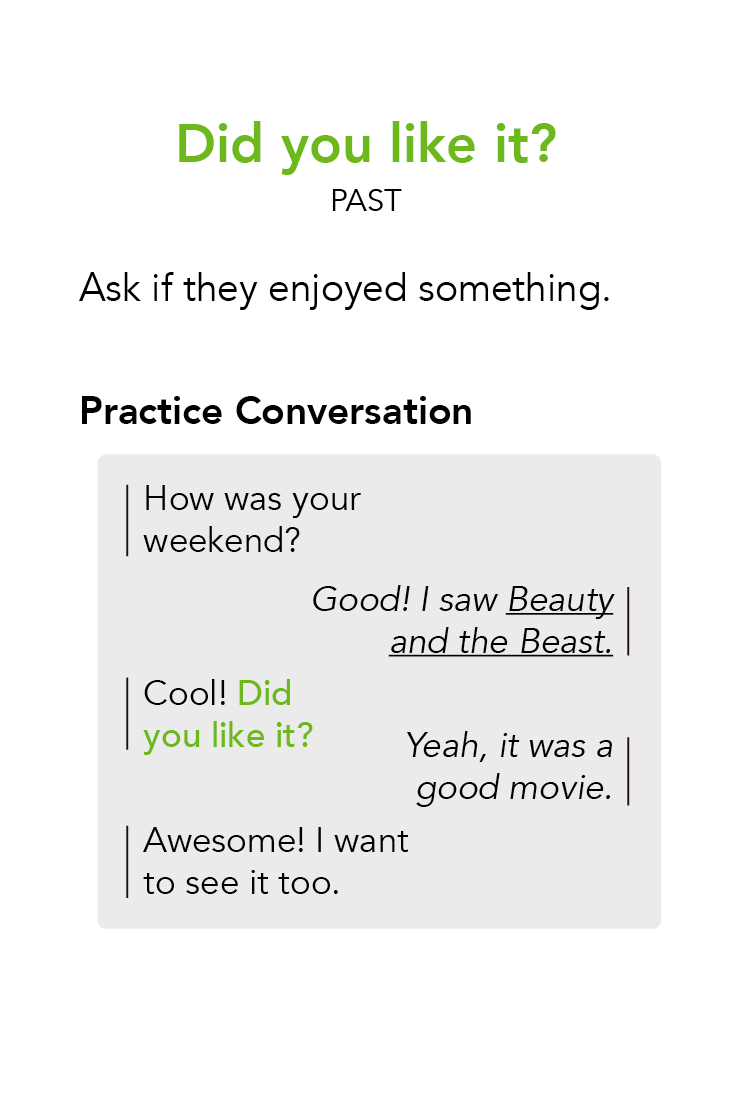 Did you like it?
PAST
Ask if they enjoyed something.
Practice Conversation
How was your
weekend?
Good! I saw Beauty
and the Beast.
Cool! Did
you like it?
Yeah, it was a
good movie.
Awesome! I want
to see it too.